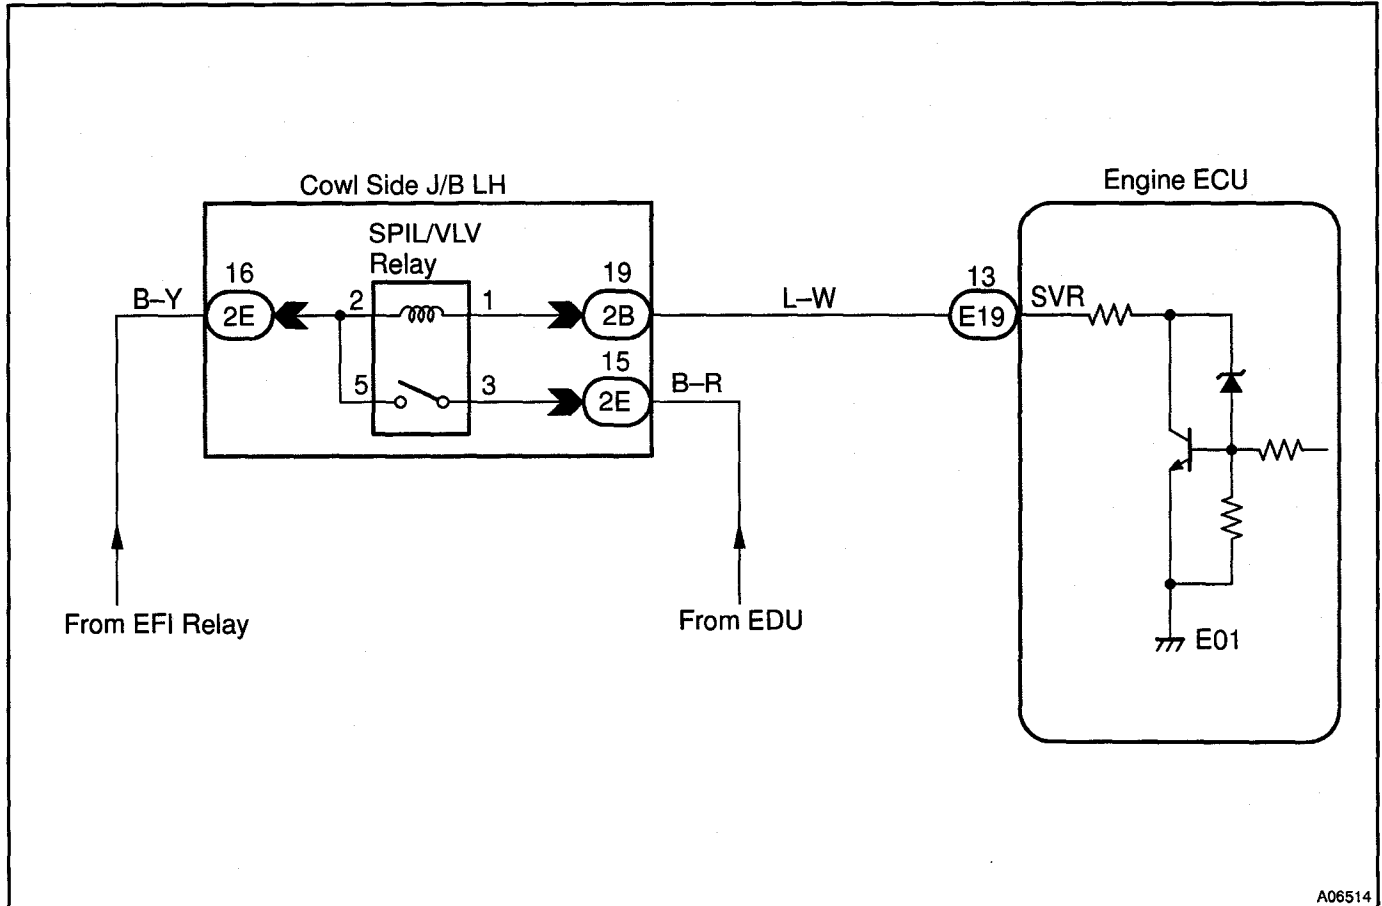 Cowl Side J/B LH
Engine ECU
SPIL/VLV
Relay
16
19
13
B–Y
2E
2
1
2B
L–W
E19
SVR
15
5
3
2E
B–R
From EFI Relay
From EDU
E01
A06514